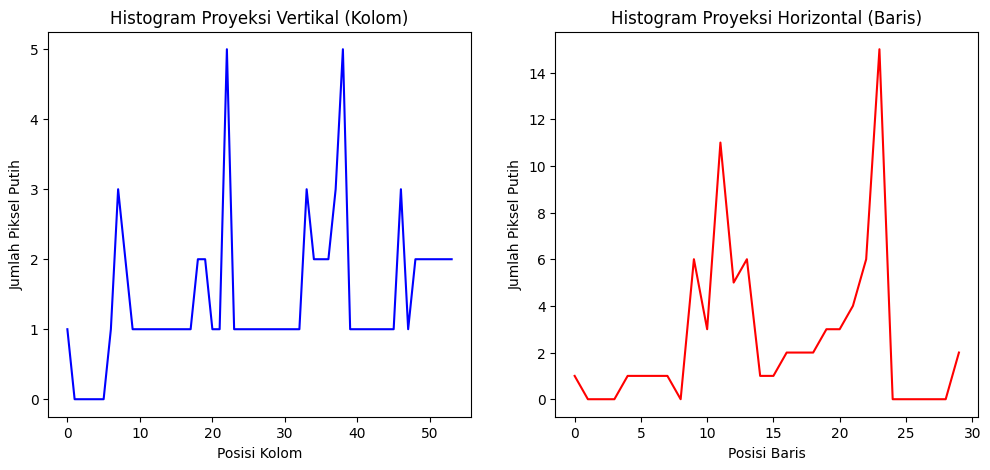 Histogram Proyeksi Vertikal (Kolom)
Jumlah Piksel Putih
5
4
3
2
1
0
0 10 20 30 40 50
Posisi Kolom
Histogram Proyeksi Horizontal (Baris)
Jumlah Piksel Putih
14
12
10
8
6
4
2
0
0 5 10 15 20 25 30
Posisi Baris